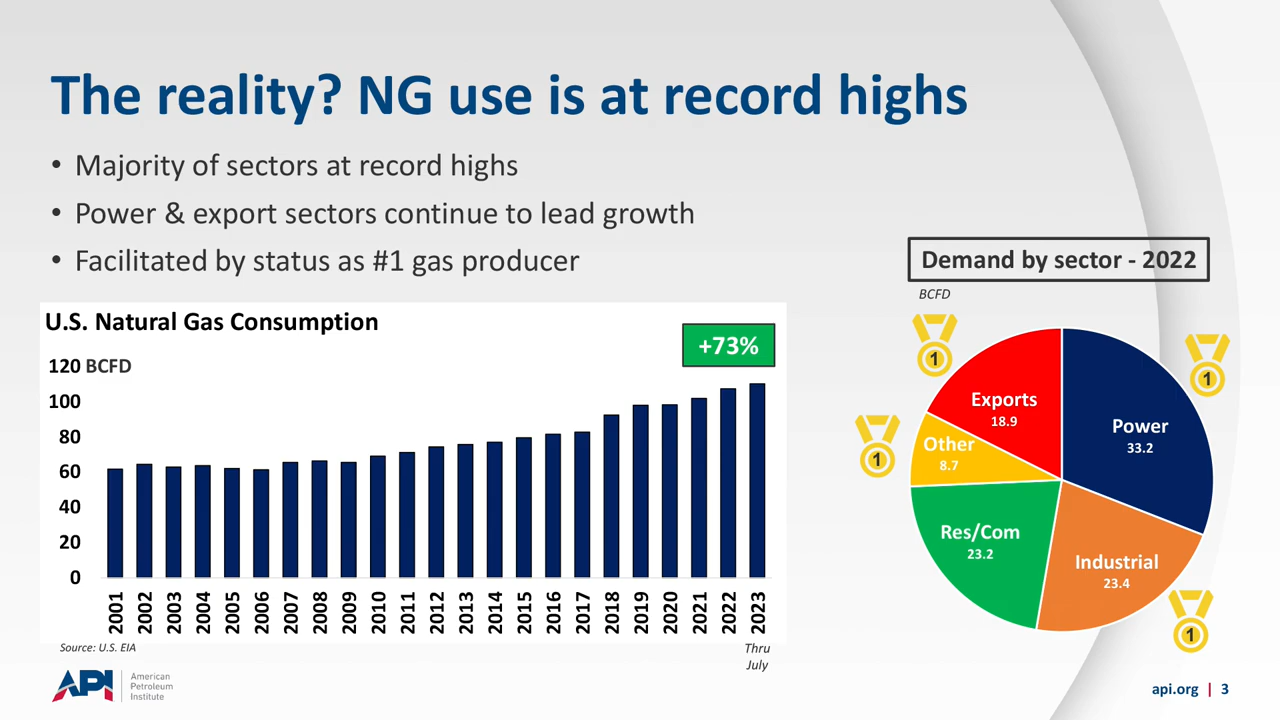 The reality? NG use is at record highs
• Majority of sectors at record highs
• Power & export sectors continue to lead growth
• Facilitated by status as #1 gas producer
U.S. Natural Gas Consumption
+73%
120 BCFD
100
80
60
40
20
0
2001 2002 2003 2004 2005 2006 2007 2008 2009 2010 2011 2012 2013 2014 2015 2016 2017 2018 2019 2020 2021 2022 2023
Thru
July
Source: U.S. EIA
Demand by sector - 2022
BCFD
1
1
1
1
Exports
18.9
Power
33.2
Other
8.7
Res/Com
23.2
Industrial
23.4
API
American
Petroleum
Institute
api.org | 3